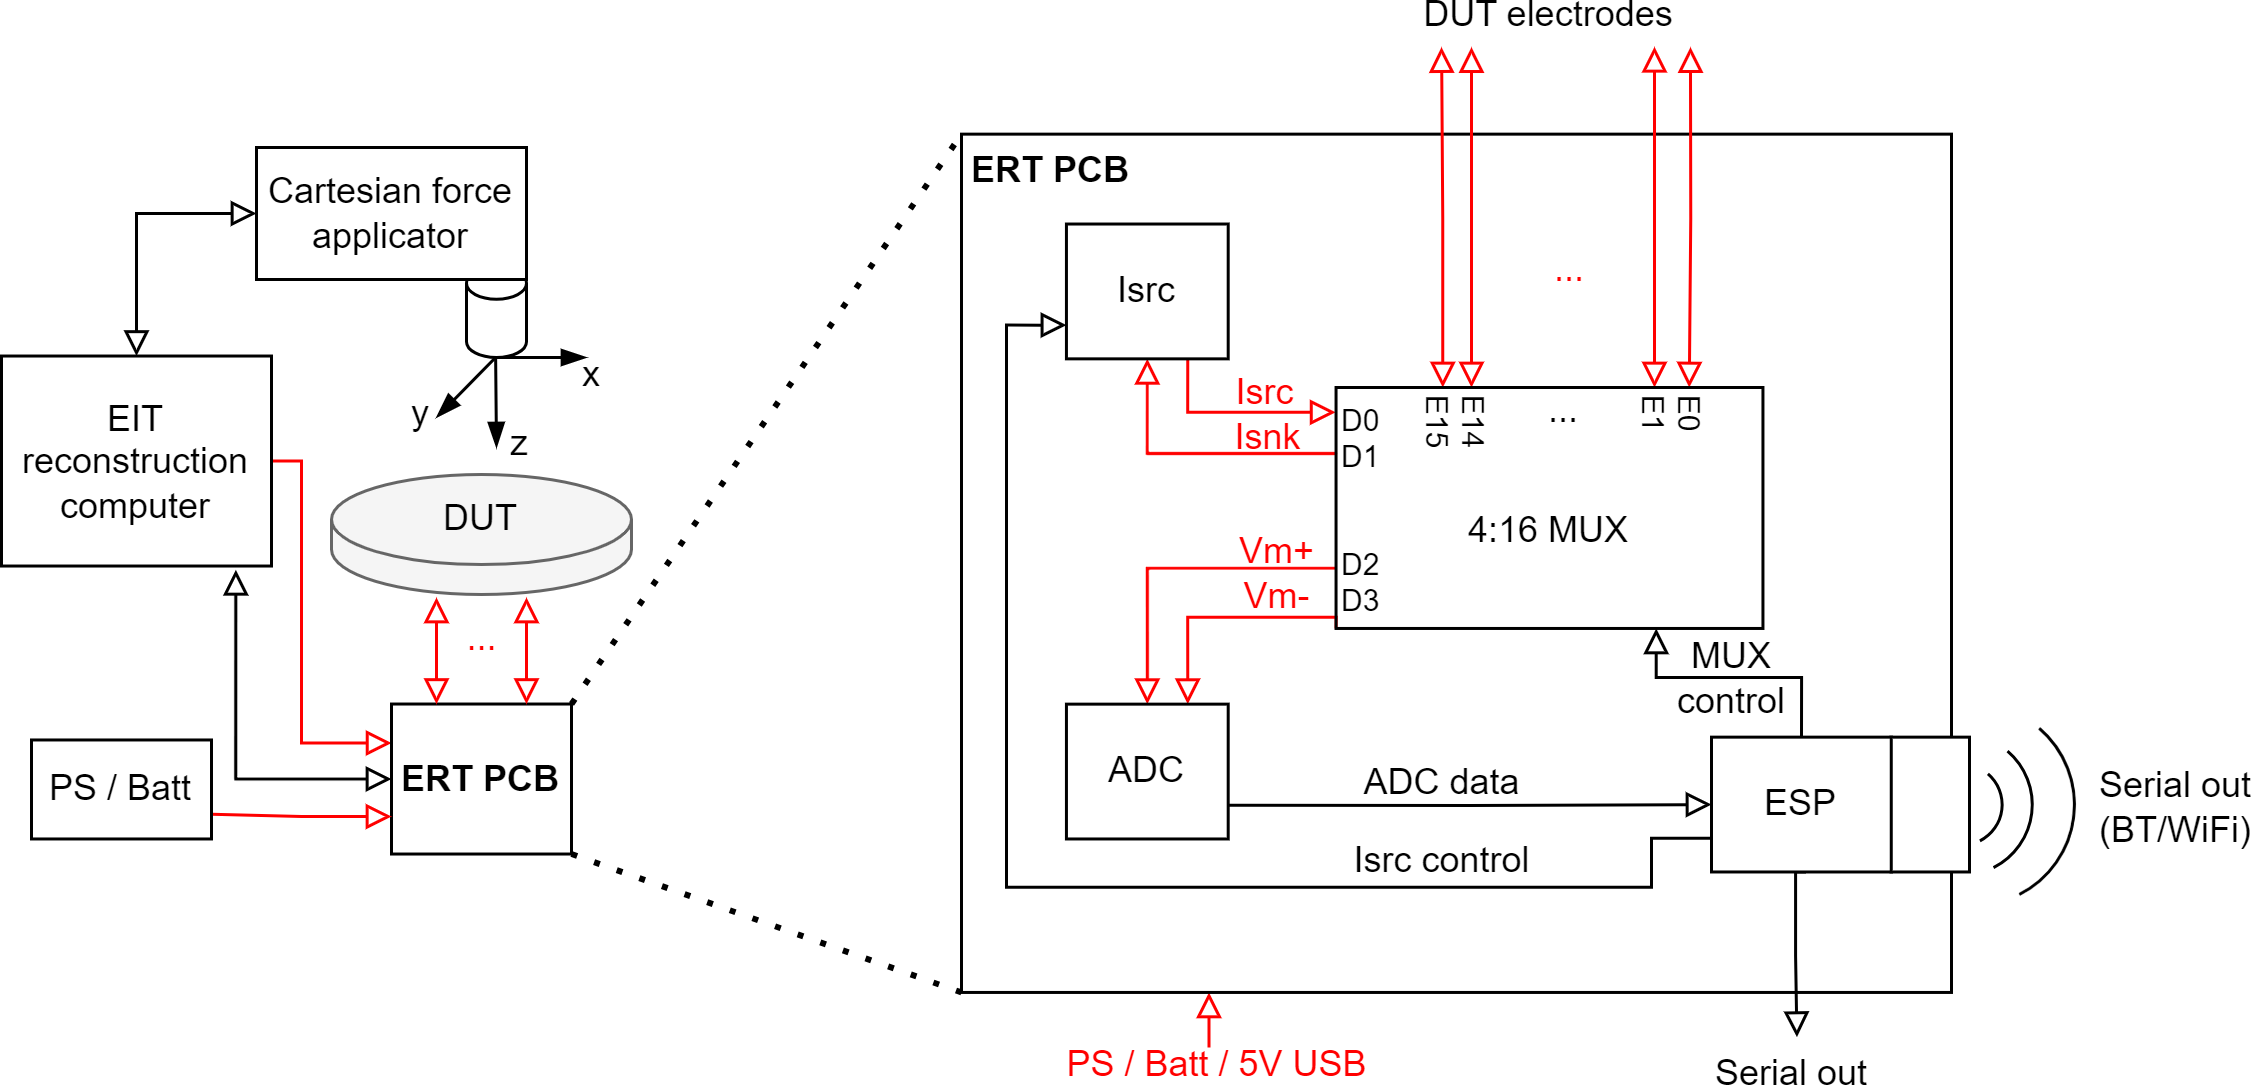 DUT electrodes
ERT PCB
Cartesian force
applicator
Isrc
...
x
y
z
EIT
reconstruction
computer
Isrc
Isnk
D0
D1
E15
E14
...
E1
E0
DUT
4:16 MUX
Vm+
Vm-
D2
D3
...
MUX
control
PS / Batt
ERT PCB
ADC
ADC data
ESP
Serial out
(BT/WiFi)
Isrc control
PS / Batt / 5V USB
Serial out